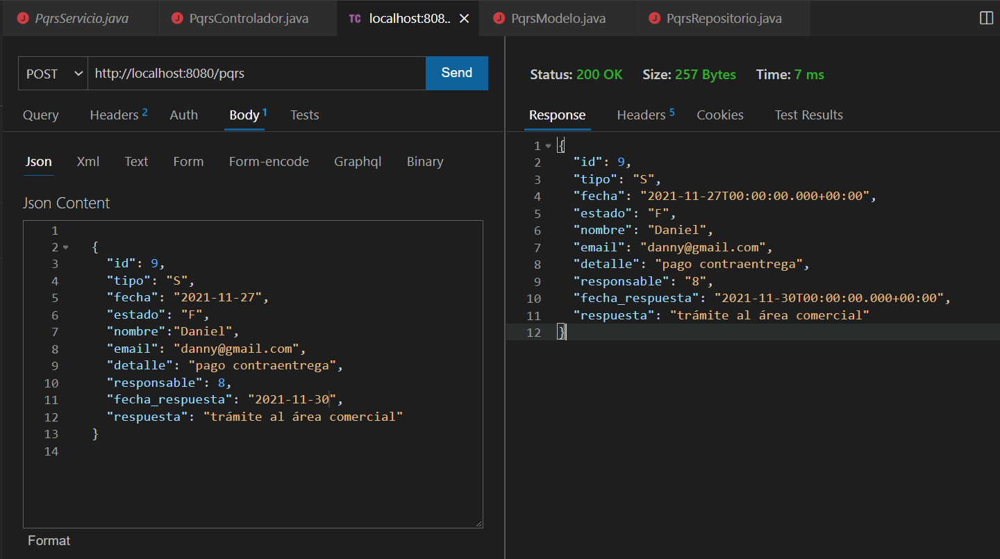 PqrsServicio.java
PqrsControlador.java
TC localhost:808..
PqrsModelo.java
PqrsRepositorio.java
POST
http://localhost:8080/pqrs
Send
Query
Headers 2
Auth
Body 1
Tests
Json
Xml
Text
Form
Form-encode
Graphql
Binary
Json Content
1
2 {
3 "id": 9,
4 "tipo": "S",
5 "fecha": "2021-11-27",
6 "estado": "F",
7 "nombre":"Daniel",
8 "email": "danny@gmail.com",
9 "detalle": "pago contraentrega",
10 "responsable": 8,
11 "fecha_respuesta": "2021-11-30",
12 "respuesta": "trámite al área comercial"
13 }
14
Format
Status: 200 OK
Size: 257 Bytes
Time: 7 ms
Response
Headers 5
Cookies
Test Results
1 {
2 "id": 9,
3 "tipo": "S",
4 "fecha": "2021-11-27T00:00:00.000+00:00",
5 "estado": "F",
6 "nombre": "Daniel",
7 "email": "danny@gmail.com",
8 "detalle": "pago contraentrega",
9 "responsable": "8",
10 "fecha_respuesta": "2021-11-30T00:00:00.000+00:00",
11 "respuesta": "trámite al área comercial"
12 }